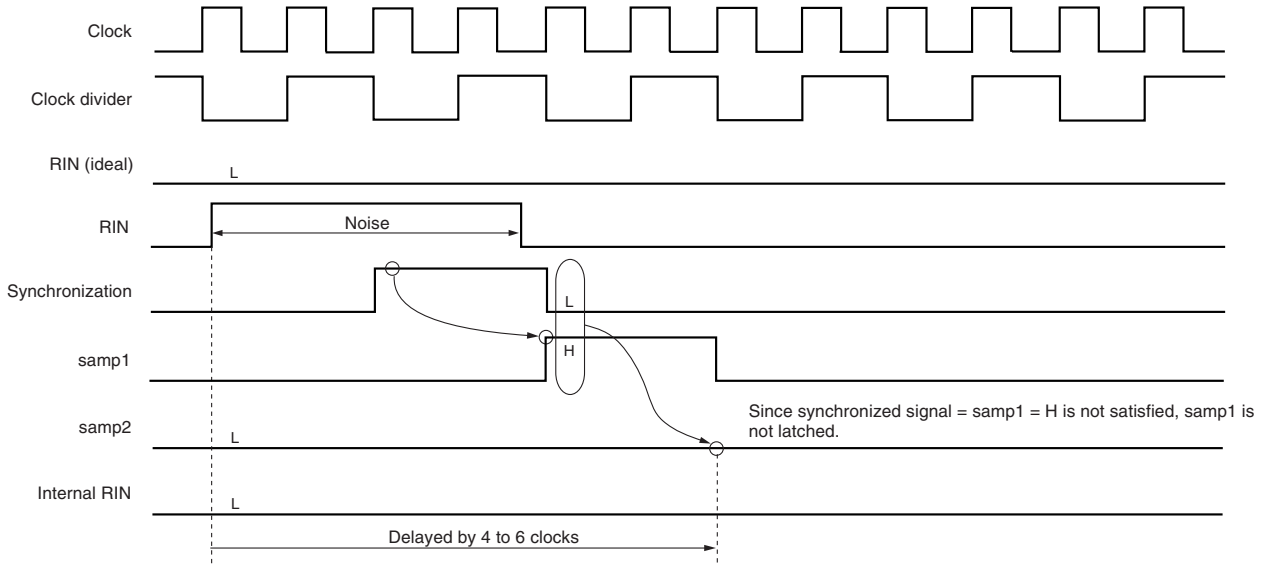 Clock
Clock divider
RIN (ideal)
L
RIN
Noise
Synchronization
L
samp1
H
Since synchronized signal = samp1 = H is not satisfied, samp1 is
not latched.
samp2
L
Internal RIN
L
Delayed by 4 to 6 clocks